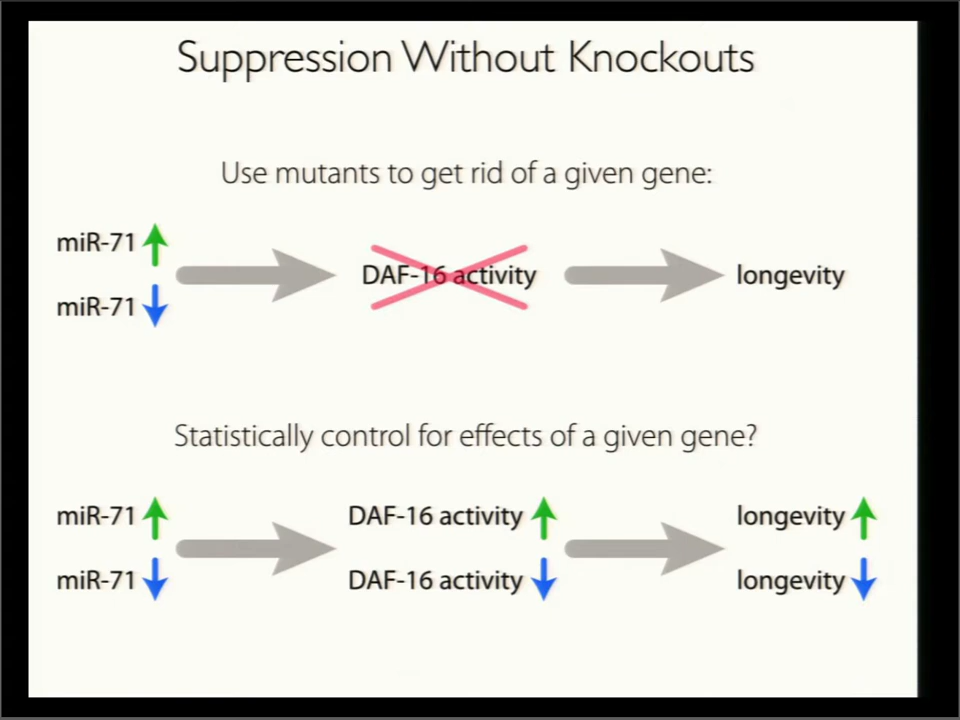 Suppression Without Knockouts
Use mutants to get rid of a given gene:
miR-71
miR-71
DAF-16 activity
longevity
Statistically control for effects of a given gene?
miR-71
DAF-16 activity
longevity
miR-71
DAF-16 activity
longevity